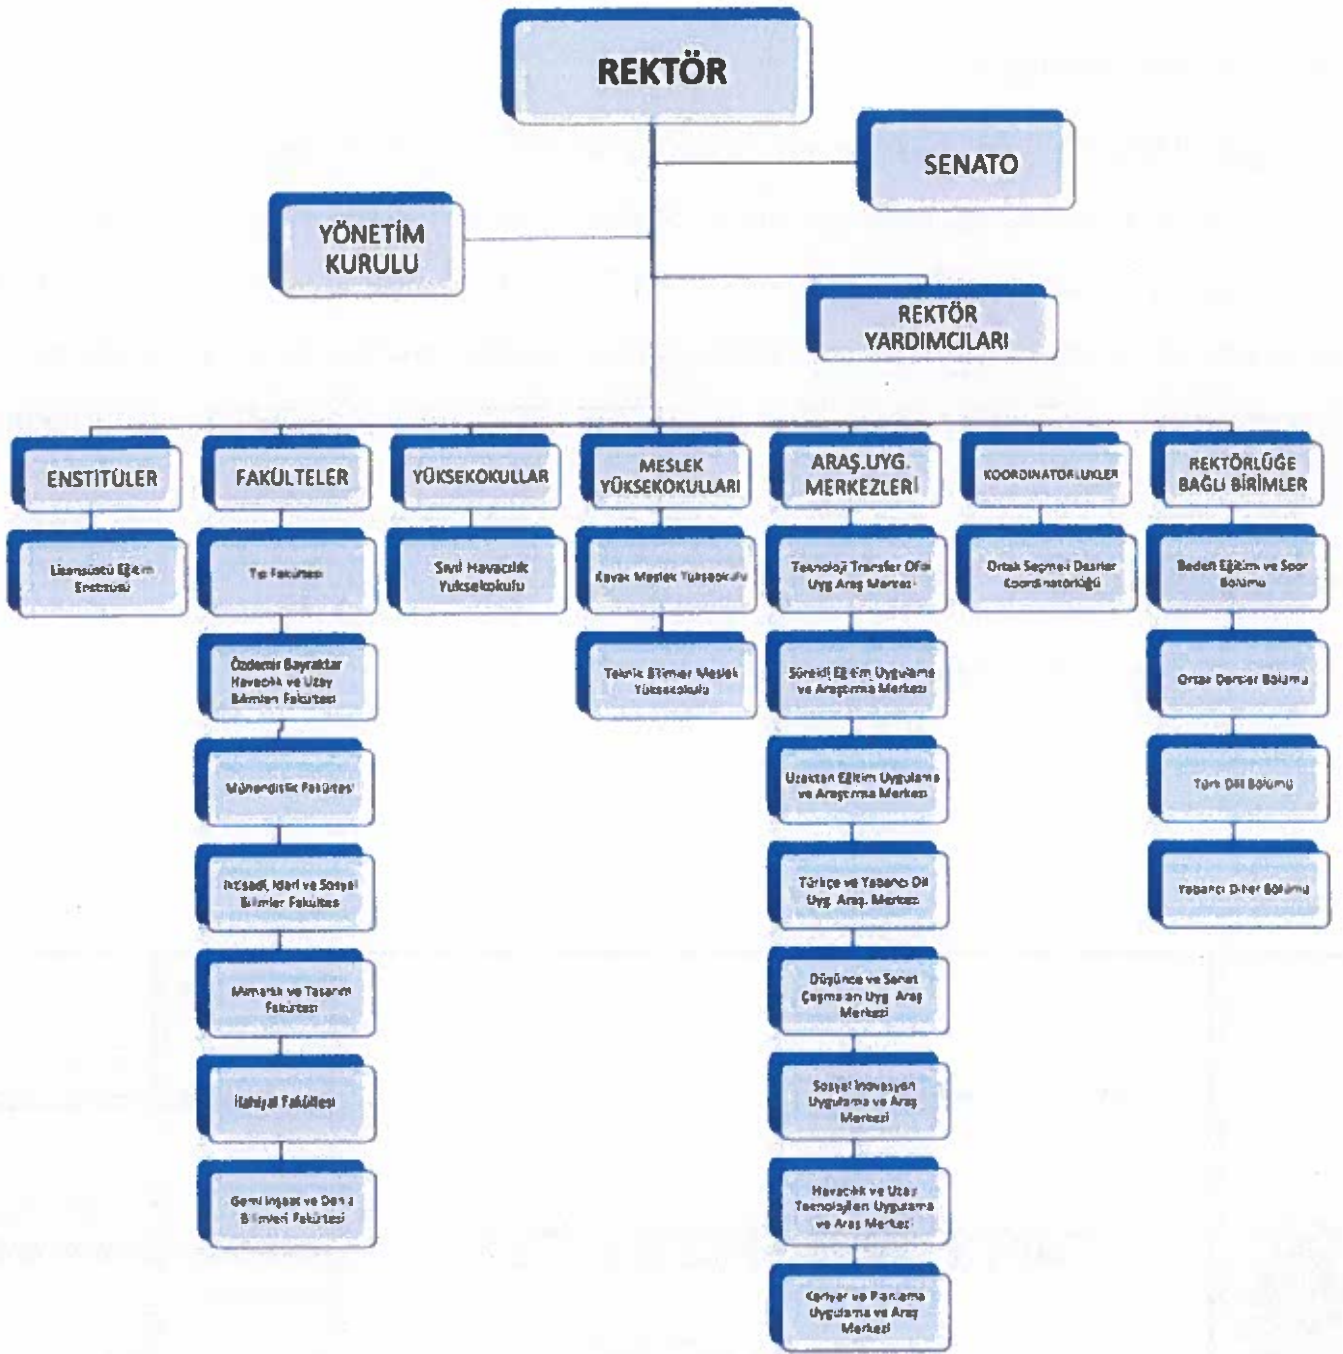 REKTÖR
SENATO
YÖNETİM
KURULU
REKTÖR
YARDIMCILARI
ENSTİTÜLER
FAKÜLTELER
YÜKSEKOKULLAR
MESLEK
YÜKSEKOKULLARI
ARAŞ.UYG.
MERKEZLERİ
KOORDİNATÖRLÜKLER
REKTÖRLÜĞE
BAĞLI BİRİMLER
Lisansüstü Eğitim
Enstitüsü
Tıp Fakültesi
Özdemir Bayraktar
Havacılık ve Uzay
Bilimleri Fakültesi
Mühendislik Fakültesi
İktisadi, İdari ve Sosyal
Bilimler Fakültesi
Mimarlık ve Tasarım
Fakültesi
İlahiyat Fakültesi
Gemi İnşaat ve Deniz
Bilimleri Fakültesi
Sivil Havacılık
Yüksekokulu
Kavak Meslek Yüksekokulu
Teknik Bilimler Meslek
Yüksekokulu
Teknoloji Transfer Ofisi
Uyg Araş Merkezi
Sürekli Eğitim Uygulama
ve Araştırma Merkezi
Uzaktan Eğitim Uygulama
ve Araştırma Merkezi
Türkçe ve Yabancı Dil
Uyg. Araş. Merkezi
Düşünce ve Sanat
Çalışmaları Uyg. Araş
Merkezi
Sosyal İnovasyon
Uygulama ve Araş
Merkezi
Havacılık ve Uzay
Teknolojileri Uygulama
ve Araş Merkezi
Kariyer ve Planlama
Uygulama ve Araş
Merkezi
Ortak Seçmeli Dersler
Koordinatörlüğü
Beden Eğitim ve Spor
Bölümü
Ortak Dersler Bölümü
Türk Dili Bölümü
Yabancı Diller Bölümü